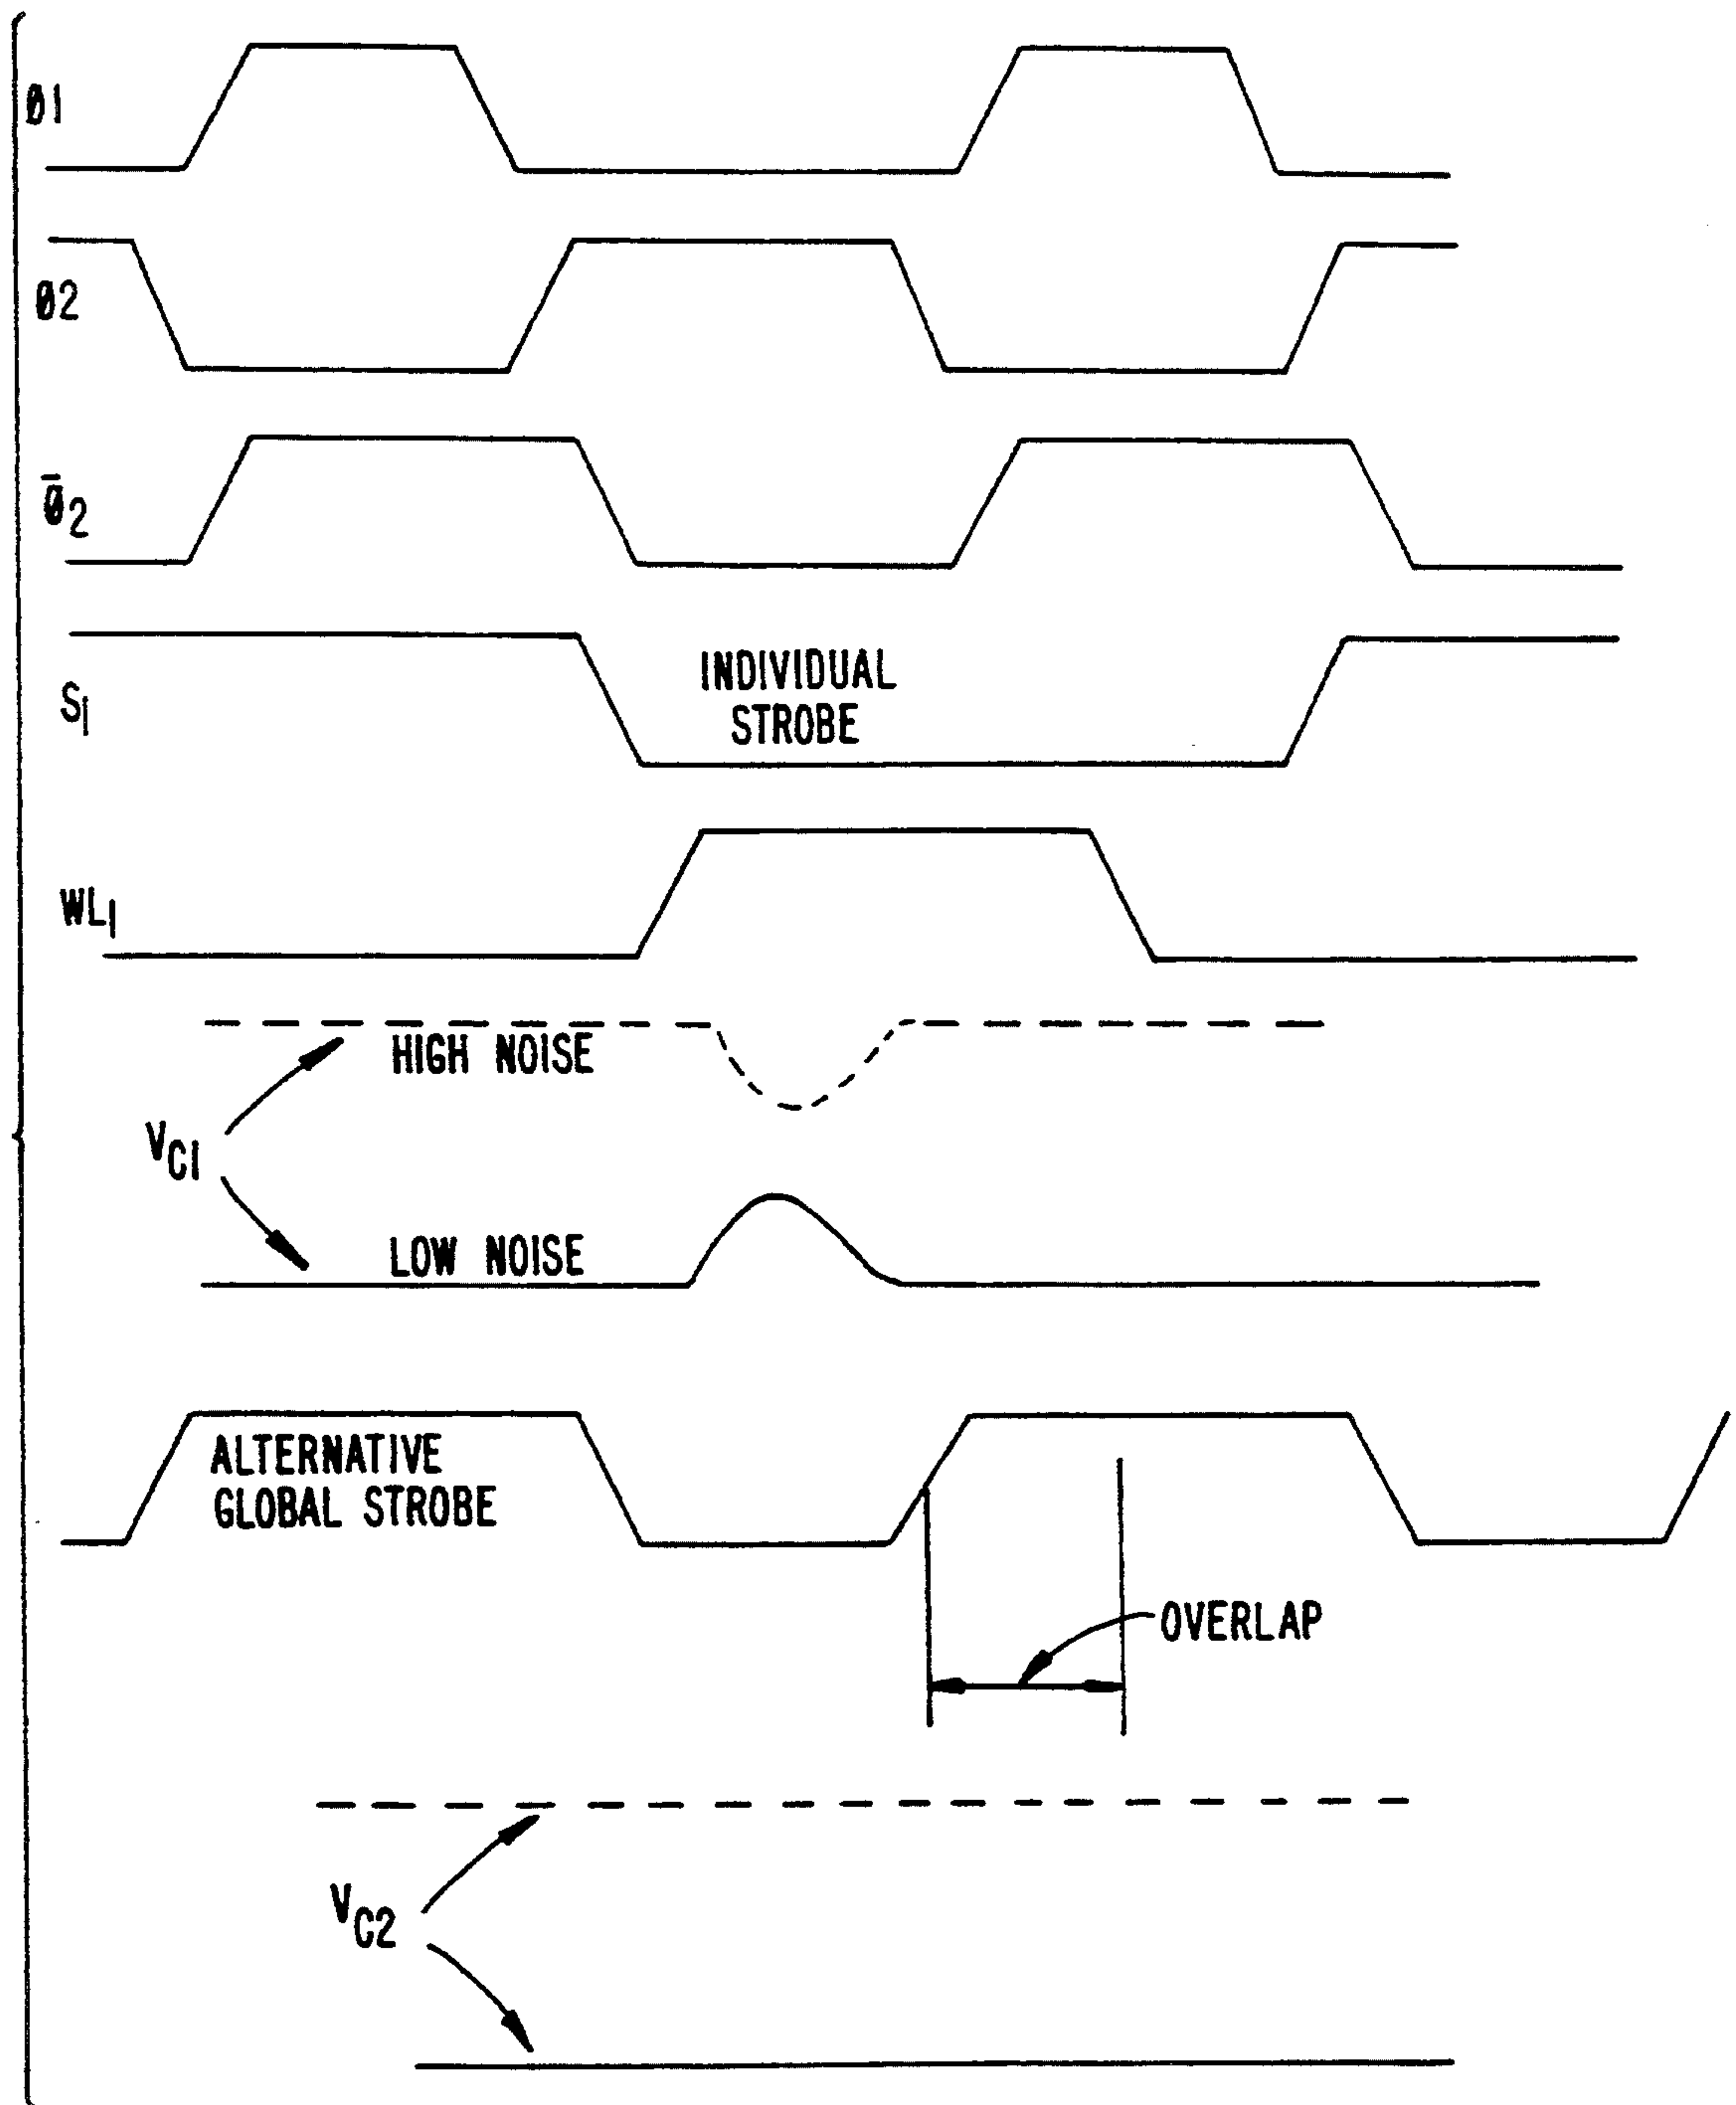 Ø1
Ø2
Ø̄2
S1
INDIVIDUAL
STROBE
WL1
HIGH NOISE
VC1
LOW NOISE
ALTERNATIVE
GLOBAL STROBE
OVERLAP
VC2